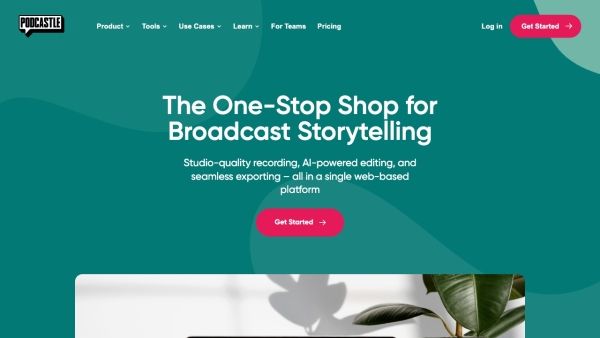 PODCASTLE
Product Tools Use Cases Learn For Teams Pricing Log in Get Started →
The One-Stop Shop for
Broadcast Storytelling
Studio-quality recording, AI-powered editing, and
seamless exporting – all in a single web-based
platform
Get Started →